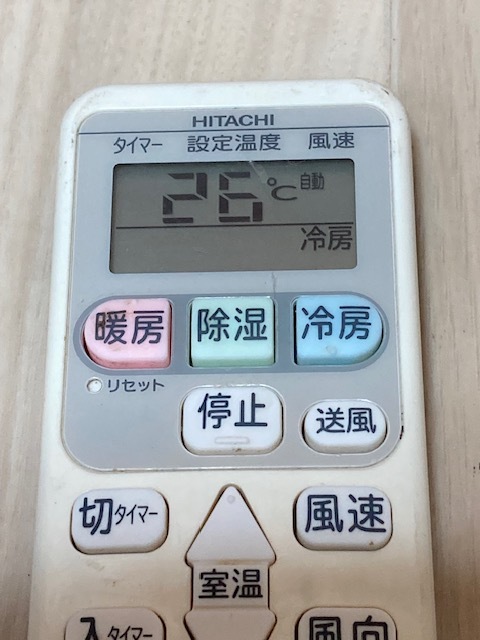 HITACHI
タイマー 設定温度 風速
26℃ 自動
冷房
暖房 除湿 冷房
リセット
停止 送風
切タイマー 風速
室温
入タイマー 風向